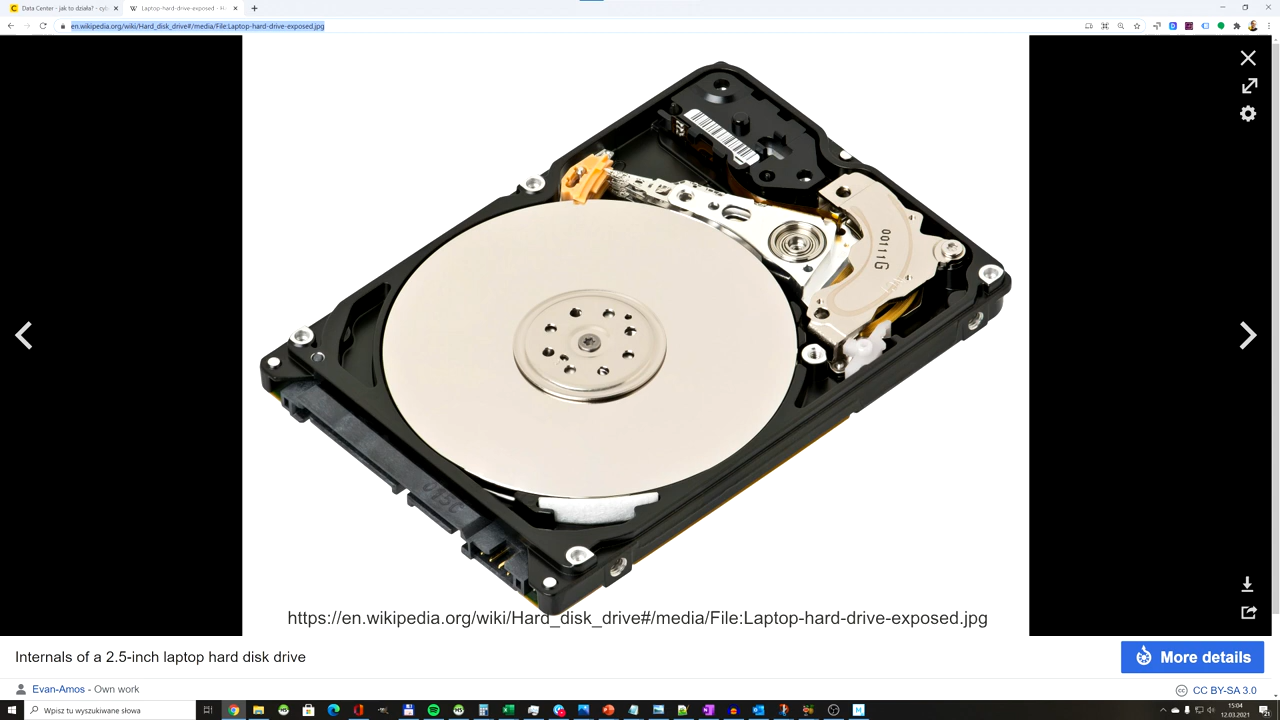 Data Center - jak to działa? - cyb
Laptop-hard-drive-exposed - H
en.wikipedia.org/wiki/Hard_disk_drive#/media/File:Laptop-hard-drive-exposed.jpg
00111G
https://en.wikipedia.org/wiki/Hard_disk_drive#/media/File:Laptop-hard-drive-exposed.jpg
Internals of a 2.5-inch laptop hard disk drive
More details
Evan-Amos - Own work
CC BY-SA 3.0
Wpisz tu wyszukiwane słowa
15:04
12.03.2021
21